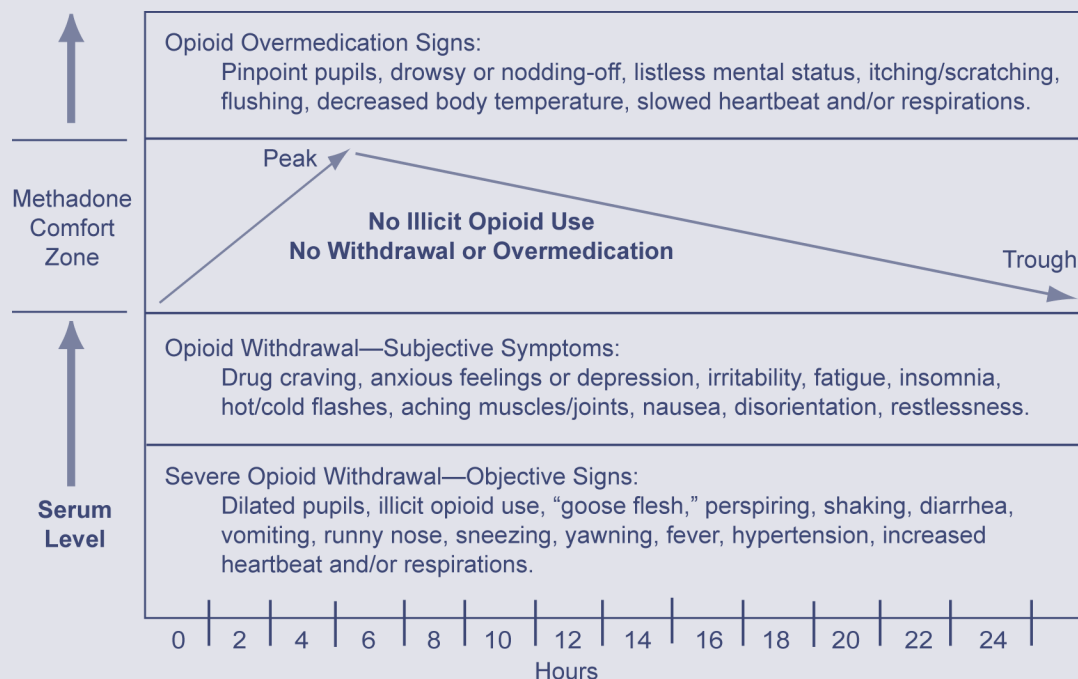 Opioid Overmedication Signs:
Pinpoint pupils, drowsy or nodding-off, listless mental status, itching/scratching,
flushing, decreased body temperature, slowed heartbeat and/or respirations.
Methadone
Comfort
Zone
Peak
No Illicit Opioid Use
No Withdrawal or Overmedication
Trough
Opioid Withdrawal—Subjective Symptoms:
Drug craving, anxious feelings or depression, irritability, fatigue, insomnia,
hot/cold flashes, aching muscles/joints, nausea, disorientation, restlessness.
Serum
Level
Severe Opioid Withdrawal—Objective Signs:
Dilated pupils, illicit opioid use, “goose flesh,” perspiring, shaking, diarrhea,
vomiting, runny nose, sneezing, yawning, fever, hypertension, increased
heartbeat and/or respirations.
0 2 4 6 8 10 12 14 16 18 20 22 24
Hours